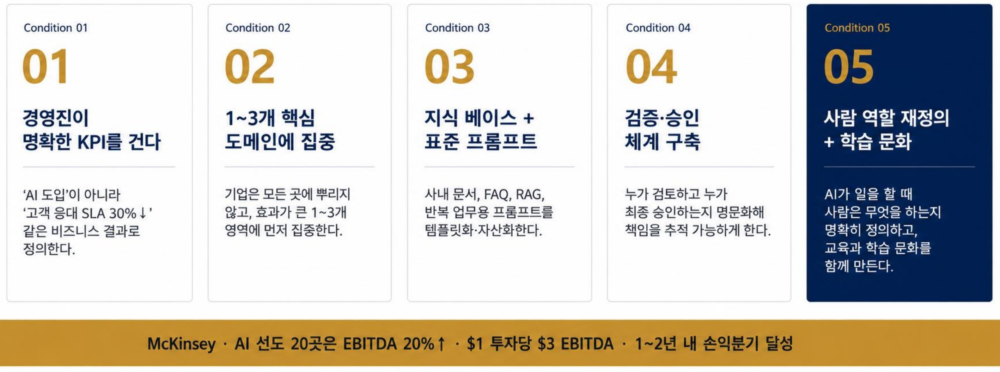 Condition 01
01
경영진이
명확한 KPI를 건다
‘AI 도입’이 아니라
‘고객 응대 SLA 30%↓’
같은 비즈니스 결과로
정의한다.
Condition 02
02
1~3개 핵심
도메인에 집중
기업은 모든 곳에 뿌리지
않고, 효과가 큰 1~3개
영역에 먼저 집중한다.
Condition 03
03
지식 베이스 +
표준 프롬프트
사내 문서, FAQ, RAG,
반복 업무용 프롬프트를
템플릿화·자산화한다.
Condition 04
04
검증·승인
체계 구축
누가 검토하고 누가
최종 승인하는지 명문화해
책임을 추적 가능하게 한다.
Condition 05
05
사람 역할 재정의
+ 학습 문화
AI가 일을 할 때
사람은 무엇을 하는지
명확히 정의하고,
교육과 학습 문화를
함께 만든다.
McKinsey · AI 선도 20곳은 EBITDA 20%↑ · $1 투자당 $3 EBITDA · 1~2년 내 손익분기 달성